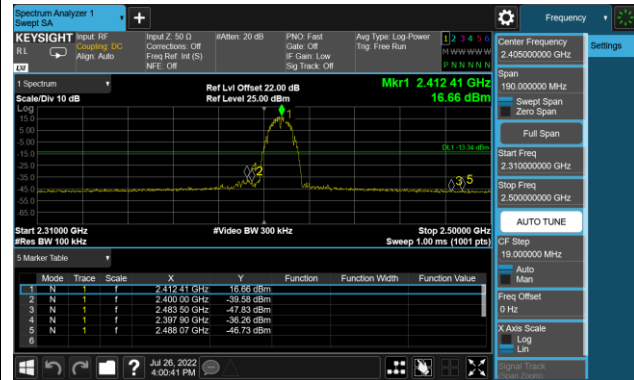 Spectrum Analyzer 1
Swept SA
Frequency
KEYSIGHT
RL
Input: RF
Coupling: DC
Align: Auto
Input Z: 50 Ω
Corrections: Off
Freq Ref: Int (S)
NFE: Off
#Atten: 20 dB
PNO: Fast
Gate: Off
IF Gain: Low
Sig Track: Off
Avg Type: Log-Power
Trig: Free Run
1 2 3 4 5 6
M W W W W W
P N N N N N
LXI
1 Spectrum
Scale/Div 10 dB
Ref Lvl Offset 22.00 dB
Ref Level 25.00 dBm
Mkr1 2.412 41 GHz
16.66 dBm
Log
15.0
5.00
-5.00
-15.0
-25.0
-35.0
-45.0
-55.0
-65.0
1
DL1 -13.34 dBm
2
3 5
Start 2.31000 GHz
#Res BW 100 kHz
#Video BW 300 kHz
Stop 2.50000 GHz
Sweep 1.00 ms (1001 pts)
5 Marker Table
Mode Trace Scale X Y Function Function Width Function Value
1 N 1 f 2.412 41 GHz 16.66 dBm
2 N 1 f 2.400 00 GHz -39.58 dBm
3 N 1 f 2.483 50 GHz -47.83 dBm
4 N 1 f 2.397 90 GHz -36.26 dBm
5 N 1 f 2.488 07 GHz -46.73 dBm
6
Jul 26, 2022
4:00:41 PM
?
Center Frequency
2.405000000 GHz
Settings
Span
190.000000 MHz
Swept Span
Zero Span
Full Span
Start Freq
2.310000000 GHz
Stop Freq
2.500000000 GHz
AUTO TUNE
CF Step
19.000000 MHz
Auto
Man
Freq Offset
0 Hz
X Axis Scale
Log
Lin
Signal Track
(Span Zoom)